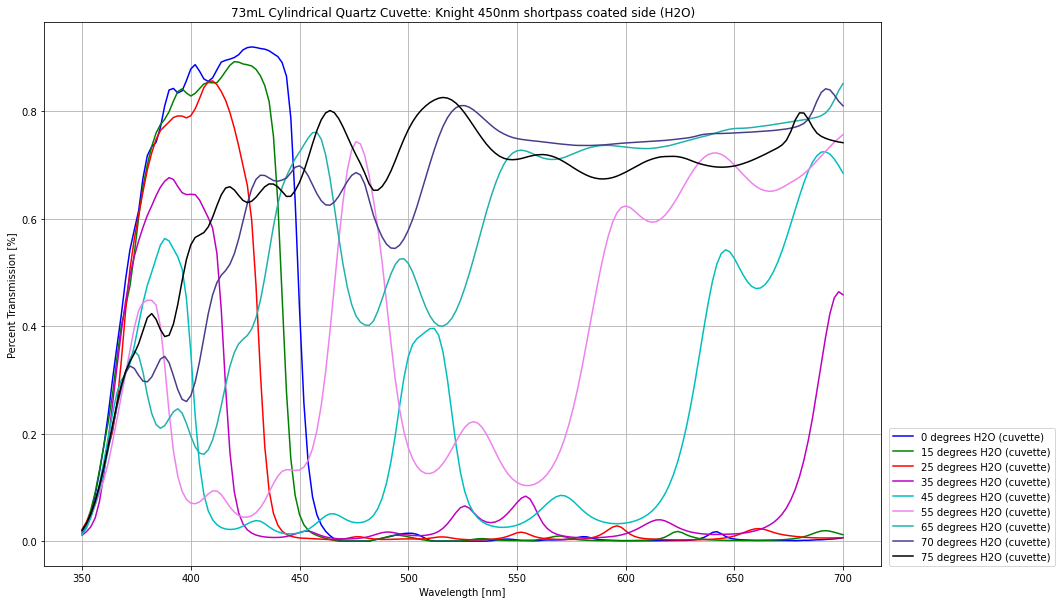 73mL Cylindrical Quartz Cuvette: Knight 450nm shortpass coated side (H2O)
Percent Transmission [%]
0.8
0.6
0.4
0.2
0.0
350 400 450 500 550 600 650 700
Wavelength [nm]
0 degrees H2O (cuvette)
15 degrees H2O (cuvette)
25 degrees H2O (cuvette)
35 degrees H2O (cuvette)
45 degrees H2O (cuvette)
55 degrees H2O (cuvette)
65 degrees H2O (cuvette)
70 degrees H2O (cuvette)
75 degrees H2O (cuvette)